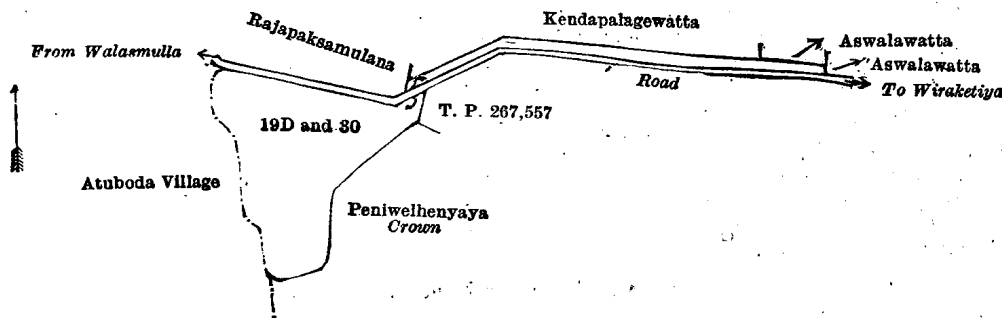 Kendapalagewatta
Rajapaksamulana
Aswalawatta
From Walasmulla
Aswalawatta
Road
To Wiraketiya
T. P. 267,557
19D and 30
Atuboda Village
Peniwelhenyaya
Crown